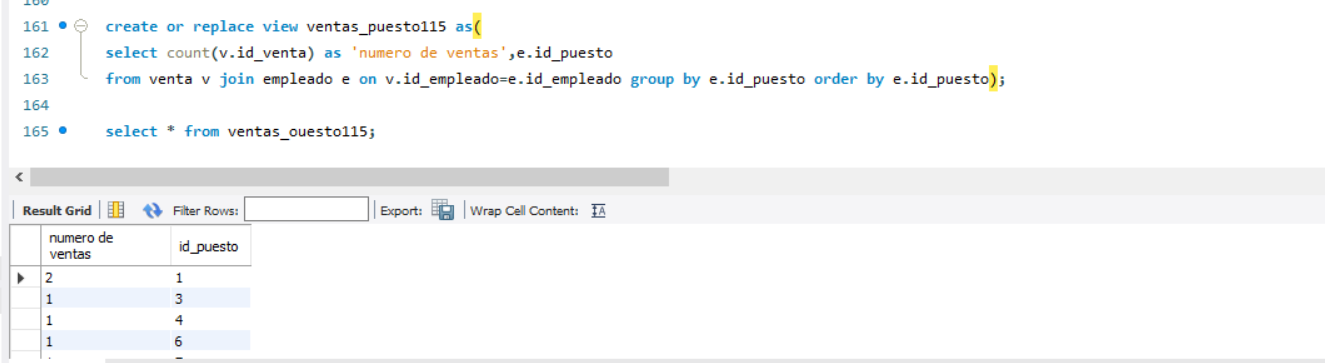 160
161 create or replace view ventas_puesto115 as(
162 select count(v.id_venta) as 'numero de ventas',e.id_puesto
163 from venta v join empleado e on v.id_empleado=e.id_empleado group by e.id_puesto order by e.id_puesto);
164
165 select * from ventas_ouesto115;
Result Grid Filter Rows: Export: Wrap Cell Content: IA
numero de ventas id_puesto
2 1
1 3
1 4
1 6